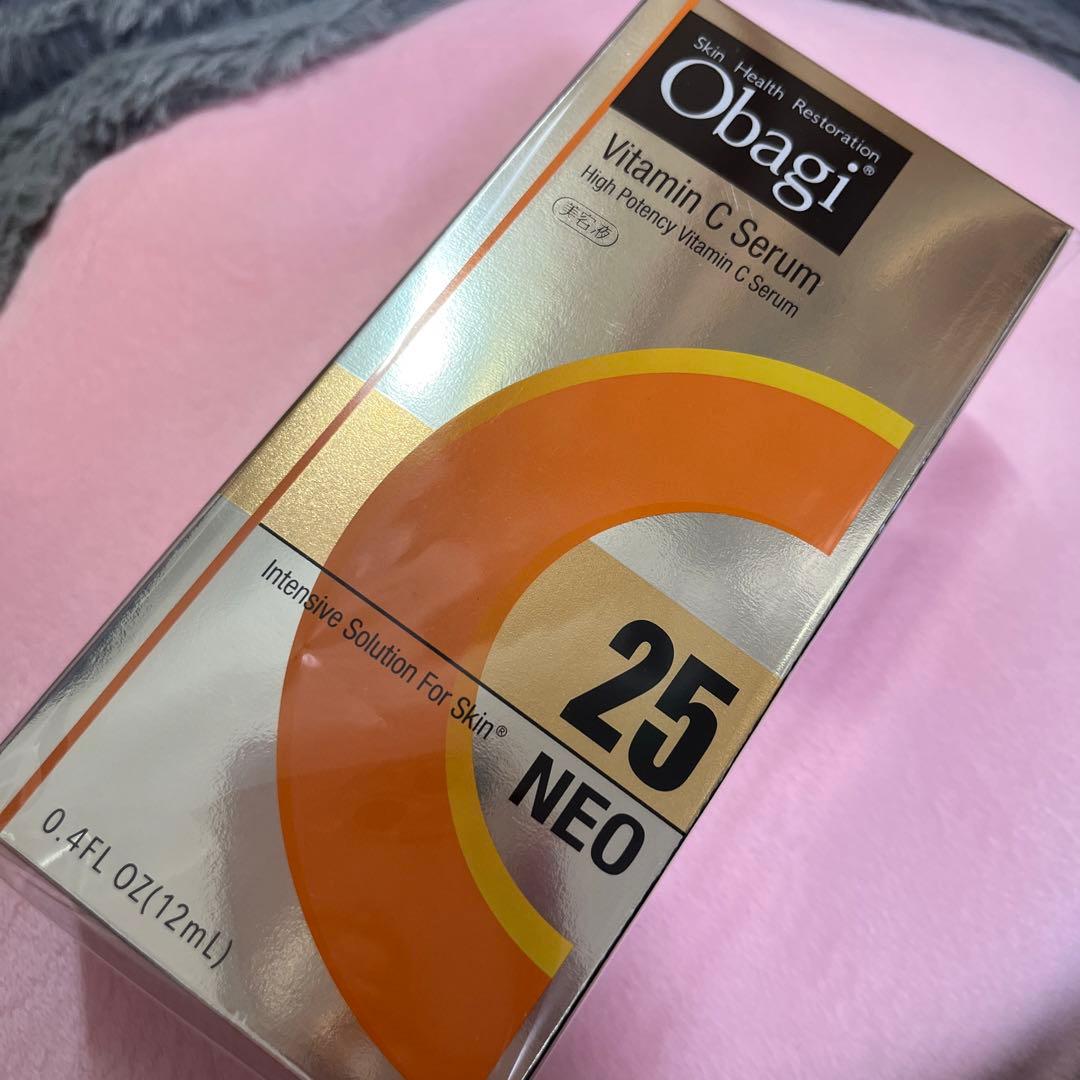 Skin Health Restoration
Obagi®
Vitamin C Serum
High Potency Vitamin C Serum
美容液
25
Intensive Solution For Skin®
NEO
0.4FL OZ(12mL)